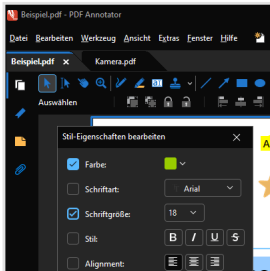 Beispiel.pdf - PDF Annotator
Datei Bearbeiten Werkzeug Ansicht Extras Fenster Hilfe
Beispiel.pdf Kamera.pdf
Auswählen
Stil-Eigenschaften bearbeiten
A
Farbe:
Schriftart: Arial
Schriftgröße: 18
Stil: B I U S
Alignment: